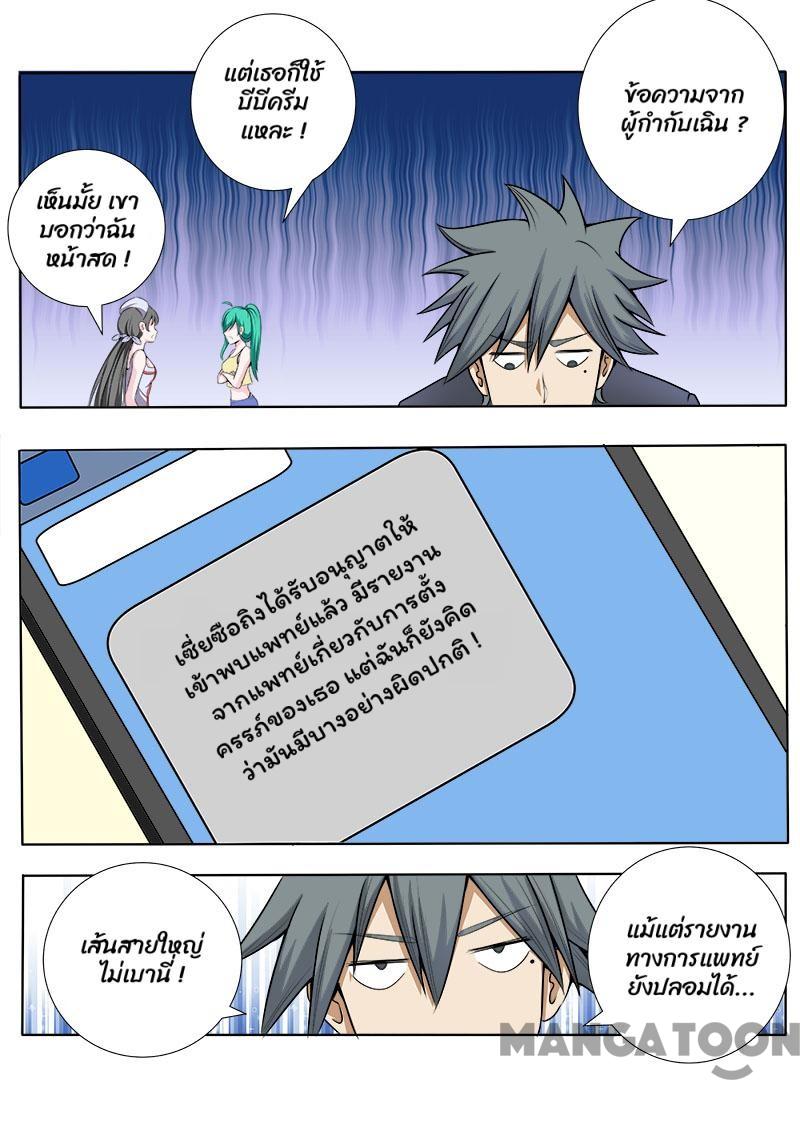 เห็นมั้ย เขา
บอกว่าฉัน
หน้าสด !
แต่เธอก็ใช้
บีบีครีม
แหละ !
ข้อความจาก
ผู้กำกับเฉิน ?
เซี่ยซือถิงได้รับอนุญาตให้
เข้าพบแพทย์แล้ว มีรายงาน
จากแพทย์เกี่ยวกับการตั้ง
ครรภ์ของเธอ แต่ฉันก็ยังคิด
ว่ามันมีบางอย่างผิดปกติ !
เส้นสายใหญ่
ไม่เบานี่ !
แม้แต่รายงาน
ทางการแพทย์
ยังปลอมได้...
MANGATOON